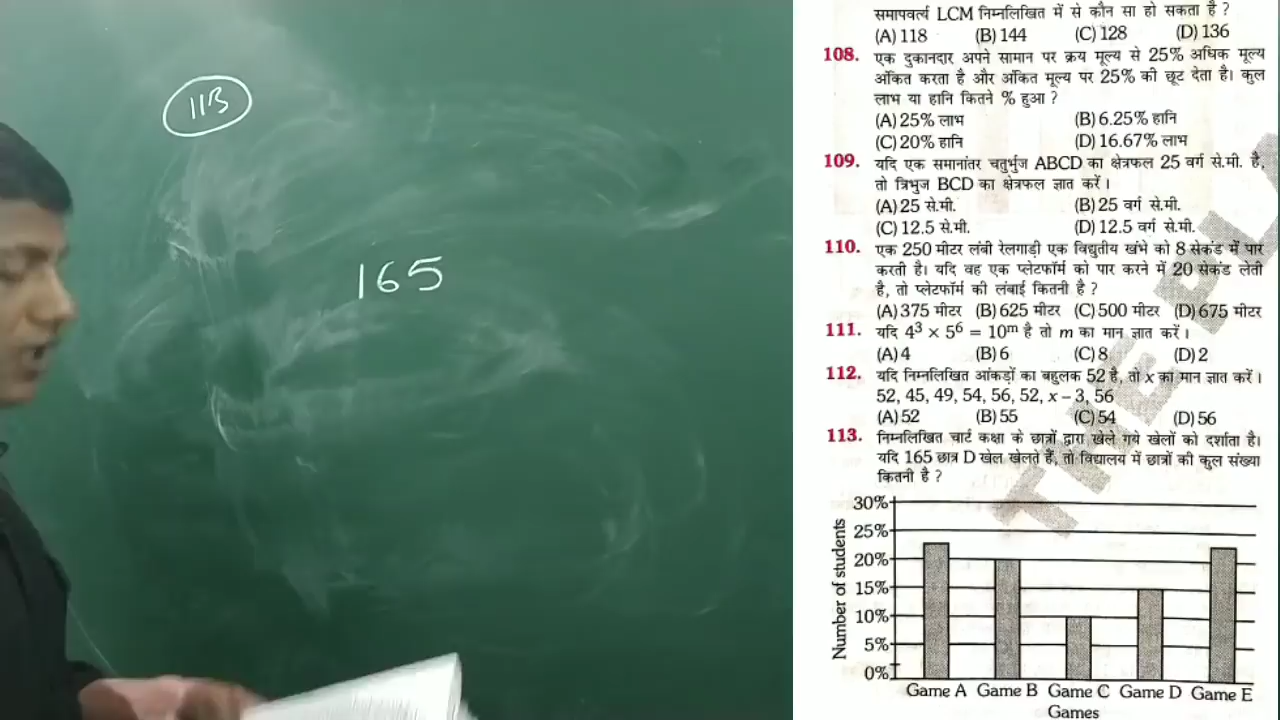 113
165
समापवर्त्य LCM निम्नलिखित में से कौन सा हो सकता है ?
(A) 118 (B) 144 (C) 128 (D) 136
108. एक दुकानदार अपने सामान पर क्रय मूल्य से 25% अधिक मूल्य
अंकित करता है और अंकित मूल्य पर 25% की छूट देता है। कुल
लाभ या हानि कितने % हुआ ?
(A) 25% लाभ (B) 6.25% हानि
(C) 20% हानि (D) 16.67% लाभ
109. यदि एक समानांतर चतुर्भुज ABCD का क्षेत्रफल 25 वर्ग से.मी. है,
तो त्रिभुज BCD का क्षेत्रफल ज्ञात करें।
(A) 25 से.मी. (B) 25 वर्ग से.मी.
(C) 12.5 से.मी. (D) 12.5 वर्ग से.मी.
110. एक 250 मीटर लंबी रेलगाड़ी एक विद्युतीय खंभे को 8 सेकंड में पार
करती है। यदि वह एक प्लेटफॉर्म को पार करने में 20 सेकंड लेती
है, तो प्लेटफॉर्म की लंबाई कितनी है ?
(A) 375 मीटर (B) 625 मीटर (C) 500 मीटर (D) 675 मीटर
111. यदि 4³ × 5⁶ = 10ᵐ है तो m का मान ज्ञात करें।
(A) 4 (B) 6 (C) 8 (D) 2
112. यदि निम्नलिखित आंकड़ों का बहुलक 52 है, तो x का मान ज्ञात करें।
52, 45, 49, 54, 56, 52, x – 3, 56
(A) 52 (B) 55 (C) 54 (D) 56
113. निम्नलिखित चार्ट कक्षा के छात्रों द्वारा खेले गये खेलों को दर्शाता है।
यदि 165 छात्र D खेल खेलते हैं, तो विद्यालय में छात्रों की कुल संख्या
कितनी है ?
Number of students
30%
25%
20%
15%
10%
5%
0%
Game A Game B Game C Game D Game E
Games